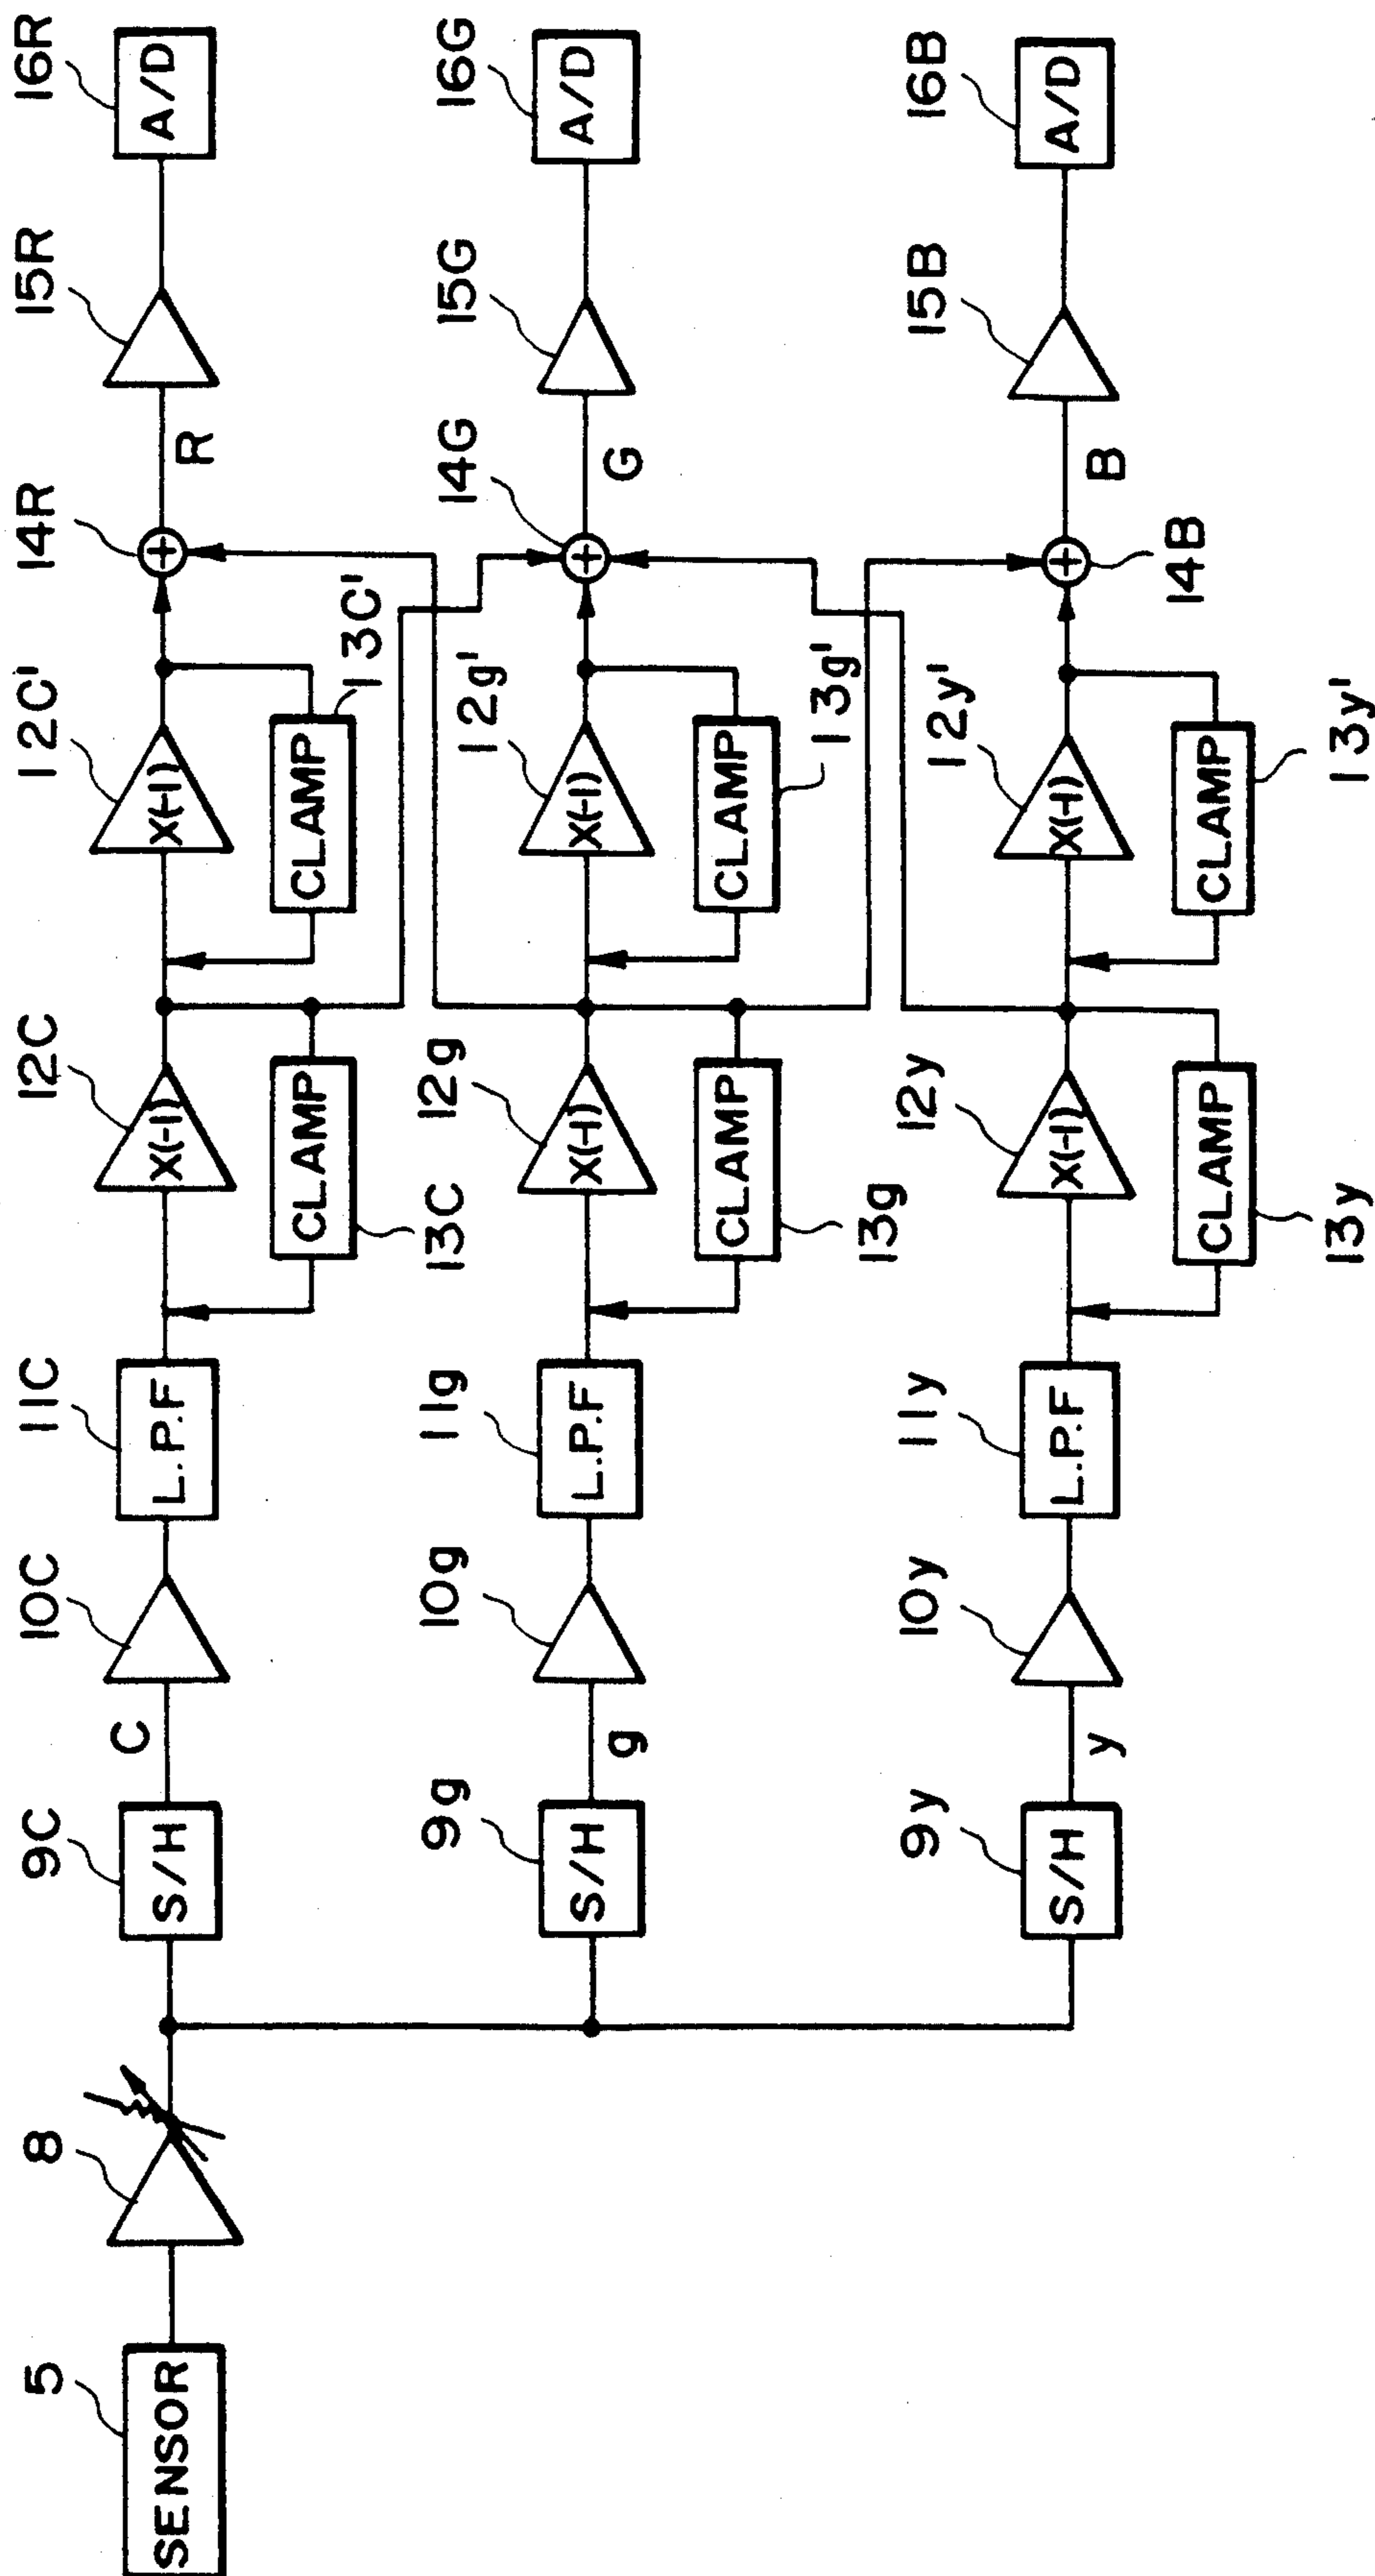 5
SENSOR
8
9C
S/H
C
10C
11C
L.P.F
12C
X(-1)
CLAMP
13C
12C'
X(-1)
CLAMP
13C'
14R
+
R
15R
16R
A/D
9g
S/H
g
10g
11g
L.P.F
12g
X(-1)
CLAMP
13g
12g'
X(-1)
CLAMP
13g'
14G
+
G
15G
16G
A/D
9y
S/H
y
10y
11y
L.P.F
12y
X(-1)
CLAMP
13y
12y'
X(-1)
CLAMP
13y'
14B
+
B
15B
16B
A/D